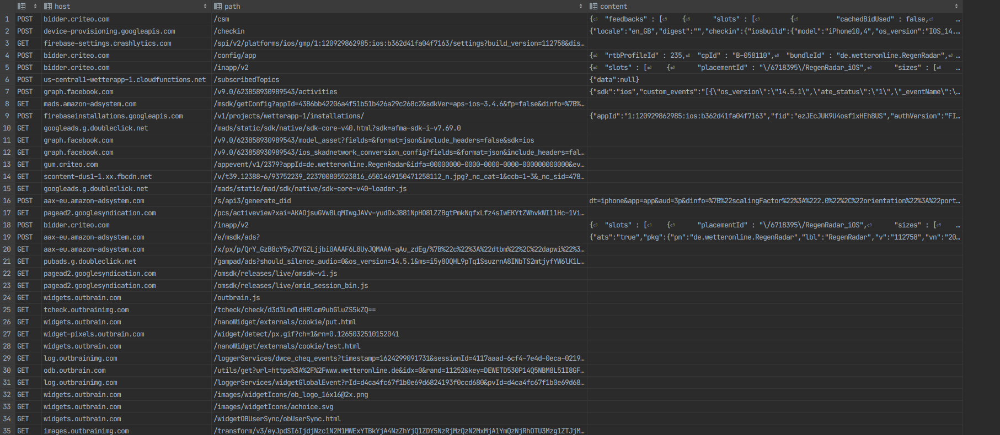 host path content
1 POST bidder.criteo.com /csm {⏎ "feedbacks" : [⏎ {⏎ "slots" : [⏎ {⏎ "cachedBidUsed" : false,⏎ …
2 POST device-provisioning.googleapis.com /checkin {"locale":"en_GB","digest":"","checkin":{"iosbuild":{"model":"iPhone10,4","os_version":"IOS_14.…
3 GET firebase-settings.crashlytics.com /spi/v2/platforms/ios/gmp/1:120929862985:ios:b362d41fa04f7163/settings?build_version=112758&dis…
4 POST bidder.criteo.com /config/app {⏎ "rtbProfileId" : 235,⏎ "cpId" : "B-058110",⏎ "bundleId" : "de.wetteronline.RegenRadar",⏎ …
5 POST bidder.criteo.com /inapp/v2 {⏎ "slots" : [⏎ {⏎ "placementId" : "\/6718395\/RegenRadar_iOS",⏎ "sizes" : [⏎ …
6 POST us-central1-wetterapp-1.cloudfunctions.net /subscribedTopics {"data":null}
7 POST graph.facebook.com /v9.0/623858930989543/activities {"sdk":"ios","custom_events":"[{\"os_version\":\"14.5.1\",\"ate_status\":\"1\",\"_eventName\":\…
8 GET mads.amazon-adsystem.com /msdk/getConfig?appId=4386bb42206a4f51b51b426a29c268c2&sdkVer=aps-ios-3.4.6&fp=false&dinfo=%7B%…
9 POST firebaseinstallations.googleapis.com /v1/projects/wetterapp-1/installations/ {"appId":"1:120929862985:ios:b362d41fa04f7163","fid":"ezJEcJUK9U4osf1xHEh8US","authVersion":"FI…
10 GET googleads.g.doubleclick.net /mads/static/sdk/native/sdk-core-v40.html?sdk=afma-sdk-i-v7.69.0
11 GET graph.facebook.com /v9.0/623858930989543/model_asset?fields=&format=json&include_headers=false&sdk=ios
12 GET graph.facebook.com /v9.0/623858930989543/ios_skadnetwork_conversion_config?fields=&format=json&include_headers=fal…
13 GET gum.criteo.com /appevent/v1/2379?appId=de.wetteronline.RegenRadar&idfa=00000000-0000-0000-0000-000000000000&ev…
14 GET scontent-dus1-1.xx.fbcdn.net /v/t39.12388-6/93752239_223700805523816_6501469150471258112_n.jpg?_nc_cat=1&ccb=1-3&_nc_sid=478…
15 GET googleads.g.doubleclick.net /mads/static/mad/sdk/native/sdk-core-v40-loader.js
16 POST aax-eu.amazon-adsystem.com /s/api3/generate_did dt=iphone&app=app&aud=3p&dinfo=%7B%22scalingFactor%22%3A%222.0%22%2C%22orientation%22%3A%22port…
17 GET pagead2.googlesyndication.com /pcs/activeview?xai=AKAOjsuGVw8LqMIwgJAVv-yudDxJ881NpHO8lZZBgtPmkNqfxLfz4sIwEKYtZWhvkWI11Hc-1Vi…
18 POST bidder.criteo.com /inapp/v2 {⏎ "slots" : [⏎ {⏎ "placementId" : "\/6718395\/RegenRadar_iOS",⏎ "sizes" : [⏎ …
19 POST aax-eu.amazon-adsystem.com /e/msdk/ads? {"ats":"true","pkg":{"pn":"de.wetteronline.RegenRadar","lbl":"RegenRadar","v":"112758","vn":"20…
20 GET aax-eu.amazon-adsystem.com /x/px/p/QrY_GzB8cY5yJ7YGZLjjbi0AAAF6L8UyJQMAAA-qAu_zdEg/%7B%22c%22%3A%22dtbm%22%2C%22dapwi%22%3…
21 GET pubads.g.doubleclick.net /gampad/ads?should_silence_audio=0&os_version=14.5.1&ms=i5y8OQHL9pTq1SsuzrnA8INbTS2mtjyfYW6lK1L…
22 GET pagead2.googlesyndication.com /omsdk/releases/live/omsdk-v1.js
23 GET pagead2.googlesyndication.com /omsdk/releases/live/omid_session_bin.js
24 GET widgets.outbrain.com /outbrain.js
25 GET tcheck.outbrainimg.com /tcheck/check/d3d3LndldHRlcm9ubGluZS5kZQ==
26 GET widgets.outbrain.com /nanoWidget/externals/cookie/put.html
27 GET widget-pixels.outbrain.com /widget/detect/px.gif?ch=1&rn=0.1265032510152041
28 GET widgets.outbrain.com /nanoWidget/externals/cookie/test.html
29 GET log.outbrainimg.com /loggerServices/dwce_cheq_events?timestamp=1624299091731&sessionId=4117aaad-6cf4-7e4d-0eca-0219…
30 GET odb.outbrain.com /utils/get?url=https%3A%2F%2Fwww.wetteronline.de&idx=0&rand=11252&key=DEWETD530P14Q5NBM8L51I8GF…
31 GET log.outbrainimg.com /loggerServices/widgetGlobalEvent?rId=d4ca4fc67f1b0e69d6824193f0ccd680&pvId=d4ca4fc67f1b0e69d68…
32 GET widgets.outbrain.com /images/widgetIcons/ob_logo_16x16@2x.png
33 GET widgets.outbrain.com /images/widgetIcons/achoice.svg
34 GET widgets.outbrain.com /widgetOBUserSync/obUserSync.html
35 GET images.outbrainimg.com /transform/v3/eyJpdSI6IjdjNzc1N2M1MWExYTBkYjA4NzZhYjQ1ZDY5NzRjMzQzN2MxMjA1YmQzNjRhOTU3Mzg1ZTJjM…